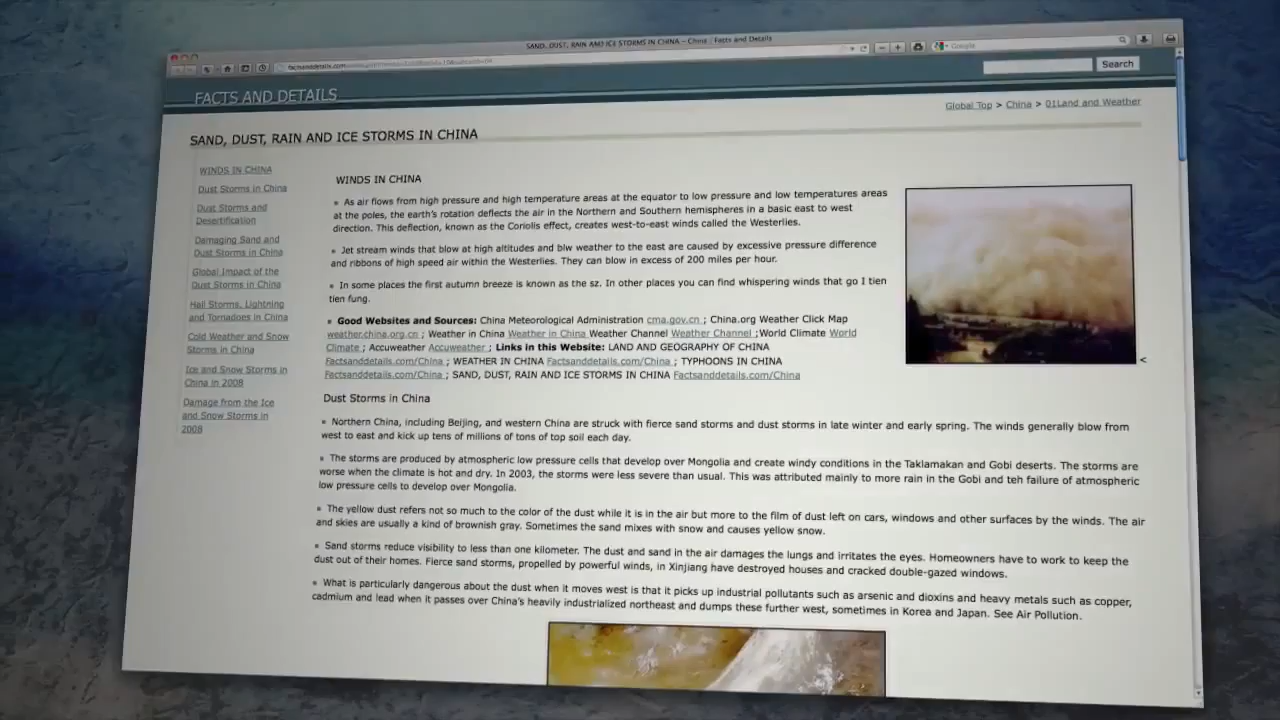 SAND, DUST, RAIN AND ICE STORMS IN CHINA – China | Facts and Details
factsanddetails.com
Google
Search
FACTS AND DETAILS
Global Top > China > 01Land and Weather
SAND, DUST, RAIN AND ICE STORMS IN CHINA
WINDS IN CHINA
Dust Storms in China
Dust Storms and
Desertification
Damaging Sand and
Dust Storms in China
Global Impact of the
Dust Storms in China
Hail Storms, Lightning
and Tornadoes in China
Cold Weather and Snow
Storms in China
Ice and Snow Storms in
China in 2008
Damage from the Ice
and Snow Storms in
2008
WINDS IN CHINA
As air flows from high pressure and high temperature areas at the equator to low pressure and low temperatures areas
at the poles, the earth's rotation deflects the air in the Northern and Southern hemispheres in a basic east to west
direction. This deflection, known as the Coriolis effect, creates west-to-east winds called the Westerlies.
Jet stream winds that blow at high altitudes and blw weather to the east are caused by excessive pressure difference
and ribbons of high speed air within the Westerlies. They can blow in excess of 200 miles per hour.
In some places the first autumn breeze is known as the sz. In other places you can find whispering winds that go l tien
tien fung.
Good Websites and Sources: China Meteorological Administration cma.gov.cn ; China.org Weather Click Map
weather.china.org.cn ; Weather in China Weather in China Weather Channel Weather Channel ;World Climate World
Climate ; Accuweather Accuweather ; Links in this Website: LAND AND GEOGRAPHY OF CHINA
Factsanddetails.com/China ; WEATHER IN CHINA Factsanddetails.com/China ; TYPHOONS IN CHINA
Factsanddetails.com/China ; SAND, DUST, RAIN AND ICE STORMS IN CHINA Factsanddetails.com/China
<
Dust Storms in China
Northern China, including Beijing, and western China are struck with fierce sand storms and dust storms in late winter and early spring. The winds generally blow from
west to east and kick up tens of millions of tons of top soil each day.
The storms are produced by atmospheric low pressure cells that develop over Mongolia and create windy conditions in the Taklamakan and Gobi deserts. The storms are
worse when the climate is hot and dry. In 2003, the storms were less severe than usual. This was attributed mainly to more rain in the Gobi and teh failure of atmospheric
low pressure cells to develop over Mongolia.
The yellow dust refers not so much to the color of the dust while it is in the air but more to the film of dust left on cars, windows and other surfaces by the winds. The air
and skies are usually a kind of brownish gray. Sometimes the sand mixes with snow and causes yellow snow.
Sand storms reduce visibility to less than one kilometer. The dust and sand in the air damages the lungs and irritates the eyes. Homeowners have to work to keep the
dust out of their homes. Fierce sand storms, propelled by powerful winds, in Xinjiang have destroyed houses and cracked double-gazed windows.
What is particularly dangerous about the dust when it moves west is that it picks up industrial pollutants such as arsenic and dioxins and heavy metals such as copper,
cadmium and lead when it passes over China's heavily industrialized northeast and dumps these further west, sometimes in Korea and Japan. See Air Pollution.